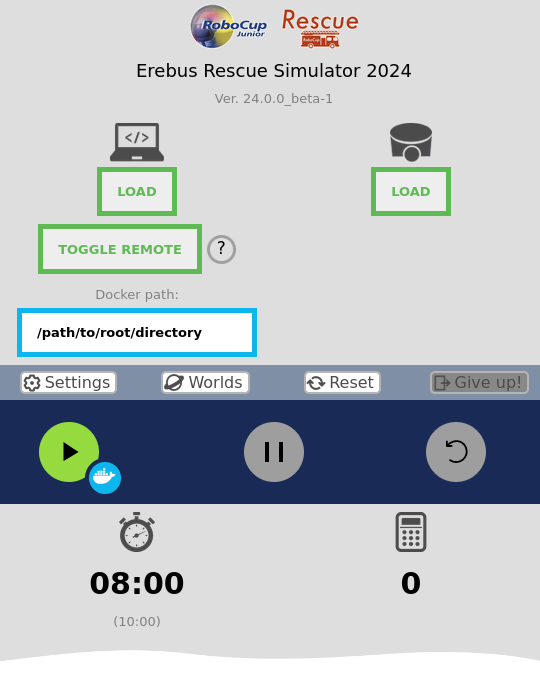 RoboCup
Junior
Rescue
RoboCup
Erebus Rescue Simulator 2024
Ver. 24.0.0_beta-1
</>
LOAD
LOAD
TOGGLE REMOTE
?
Docker path:
/path/to/root/directory
Settings
Worlds
Reset
Give up!
08:00
0
(10:00)